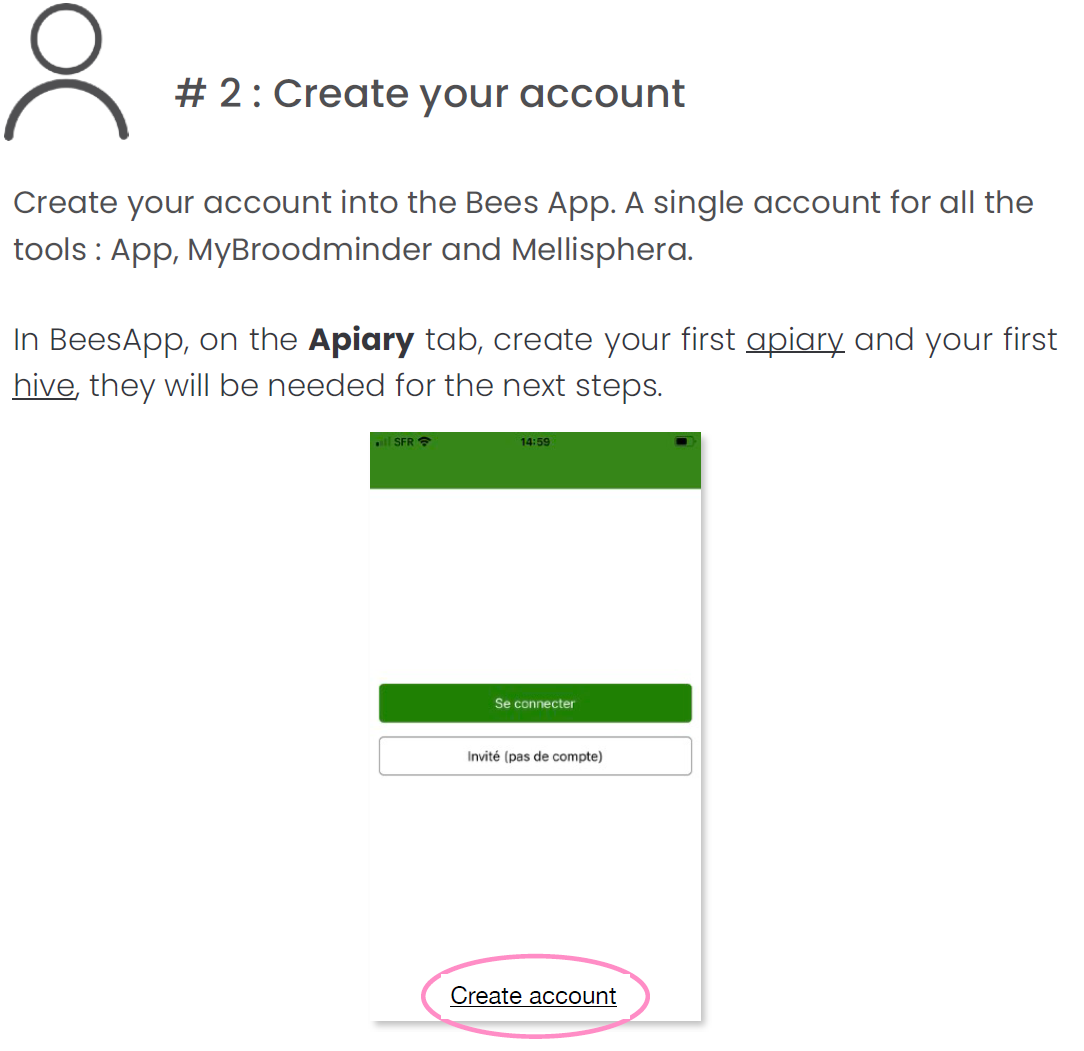 # 2 : Create your account
Create your account into the Bees App. A single account for all the
tools : App, MyBroodminder and Mellisphera.
In BeesApp, on the Apiary tab, create your first apiary and your first
hive, they will be needed for the next steps.
SFR 14:59
Se connecter
Invité (pas de compte)
Create account